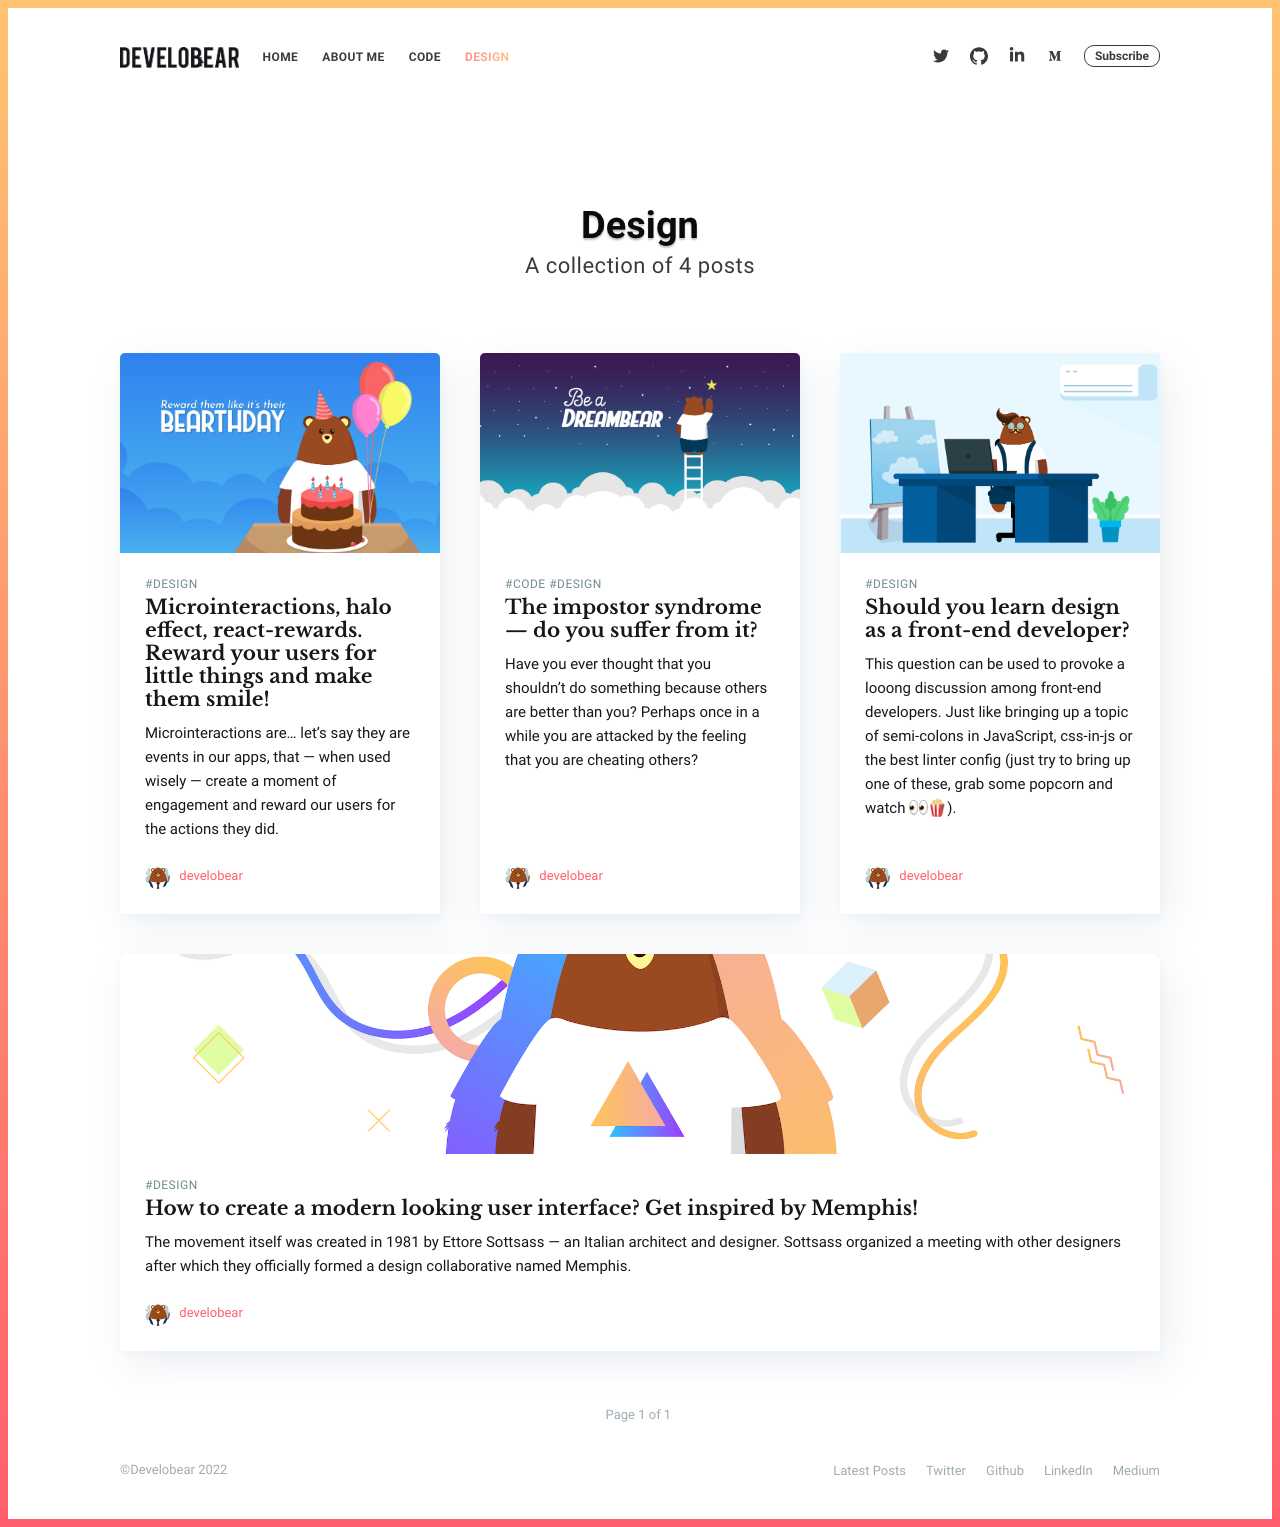 DEVELOBEAR HOME ABOUT ME CODE DESIGN M Subscribe
Design
A collection of 4 posts
Reward them like it's their
BEARTHDAY
#DESIGN
Microinteractions, halo
effect, react-rewards.
Reward your users for
little things and make
them smile!
Microinteractions are… let’s say they are
events in our apps, that — when used
wisely — create a moment of
engagement and reward our users for
the actions they did.
develobear
Be a
DREAMBEAR
#CODE #DESIGN
The impostor syndrome
— do you suffer from it?
Have you ever thought that you
shouldn’t do something because others
are better than you? Perhaps once in a
while you are attacked by the feeling
that you are cheating others?
develobear
#DESIGN
Should you learn design
as a front-end developer?
This question can be used to provoke a
looong discussion among front-end
developers. Just like bringing up a topic
of semi-colons in JavaScript, css-in-js or
the best linter config (just try to bring up
one of these, grab some popcorn and
watch 👀🍿).
develobear
#DESIGN
How to create a modern looking user interface? Get inspired by Memphis!
The movement itself was created in 1981 by Ettore Sottsass — an Italian architect and designer. Sottsass organized a meeting with other designers
after which they officially formed a design collaborative named Memphis.
develobear
Page 1 of 1
©Develobear 2022
Latest Posts Twitter Github LinkedIn Medium